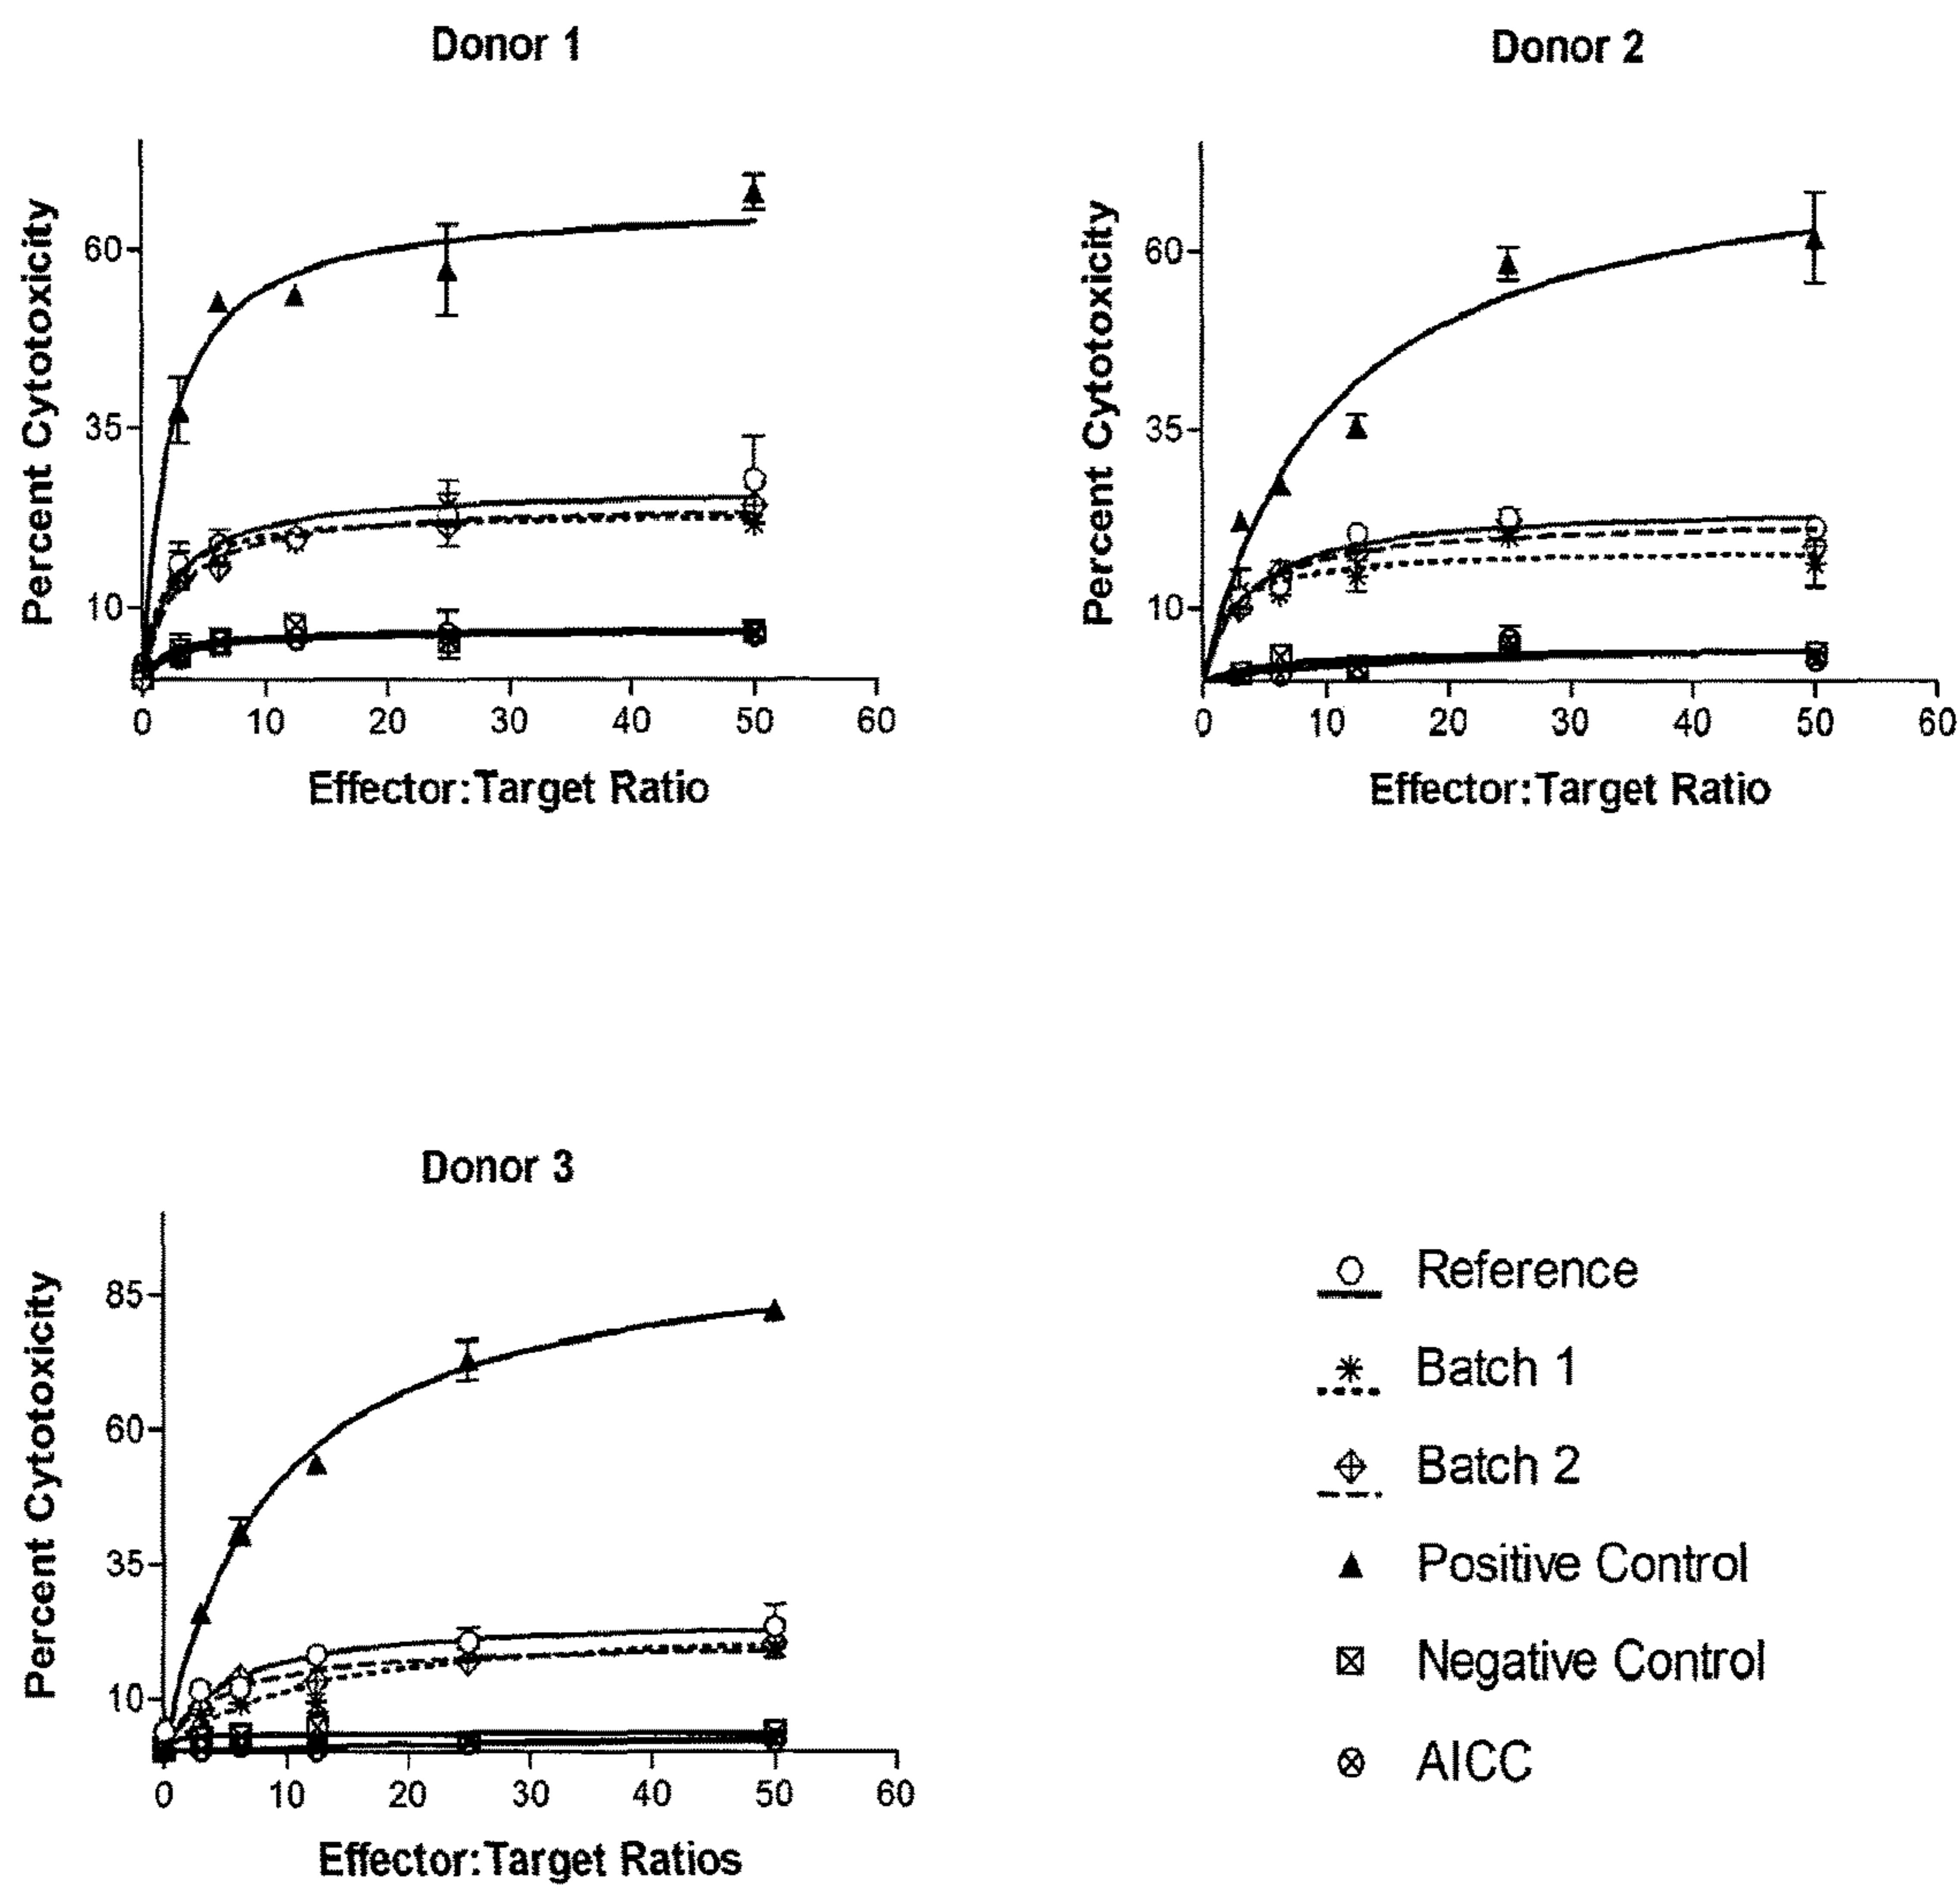 Donor 1
Percent Cytotoxicity
60
35
10
0 10 20 30 40 50 60
Effector:Target Ratio
Donor 2
Percent Cytotoxicity
60
35
10
0 10 20 30 40 50 60
Effector:Target Ratio
Donor 3
Percent Cytotoxicity
85
60
35
10
0 10 20 30 40 50 60
Effector:Target Ratios
Reference
Batch 1
Batch 2
Positive Control
Negative Control
AICC